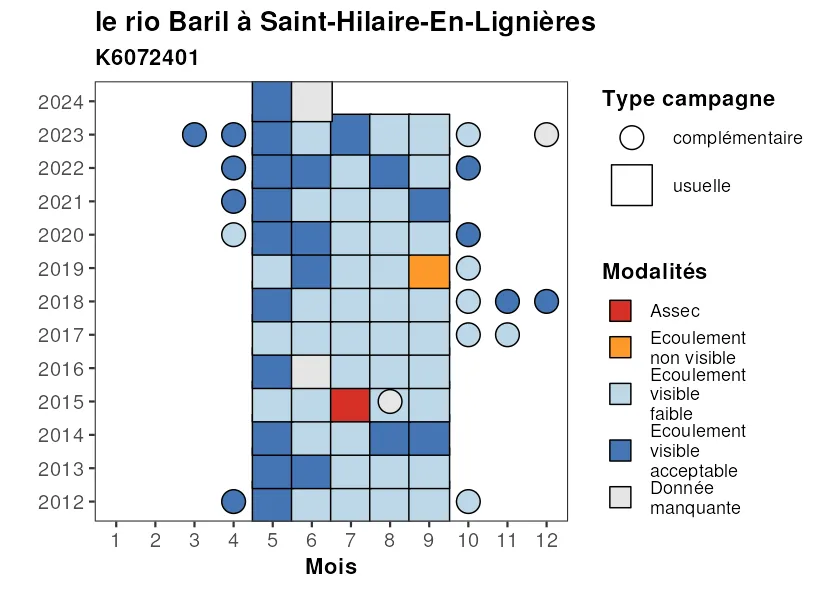 le rio Baril à Saint-Hilaire-En-Lignières
K6072401
2024
2023
2022
2021
2020
2019
2018
2017
2016
2015
2014
2013
2012
1 2 3 4 5 6 7 8 9 10 11 12
Mois
Type campagne
complémentaire
usuelle
Modalités
Assec
Ecoulement
non visible
Ecoulement
visible
faible
Ecoulement
visible
acceptable
Donnée
manquante